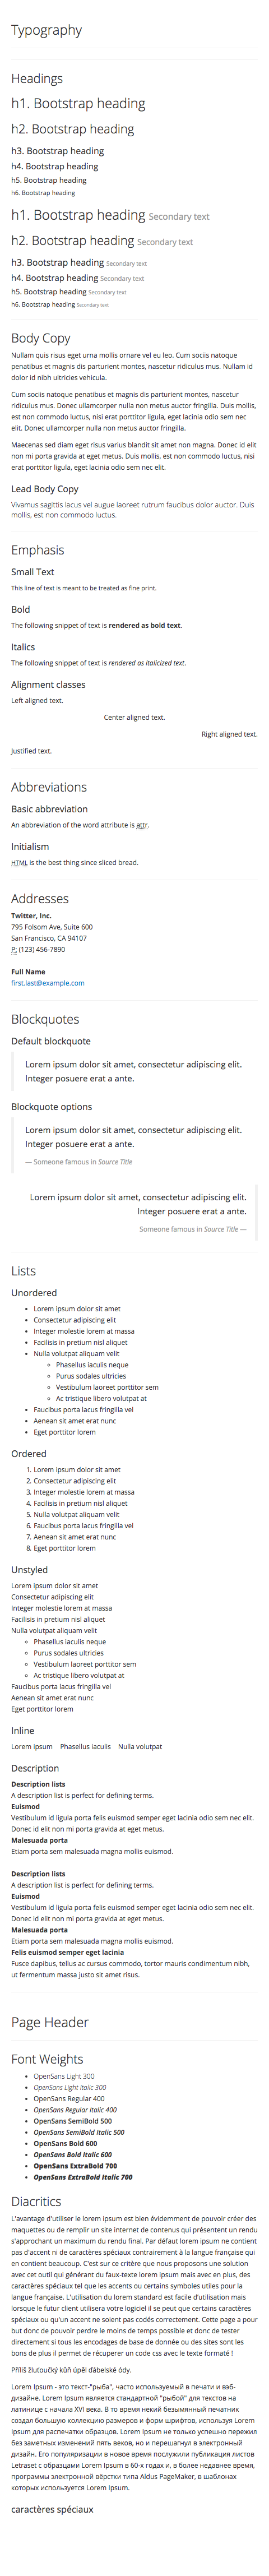 Typography
Headings
h1. Bootstrap heading
h2. Bootstrap heading
h3. Bootstrap heading
h4. Bootstrap heading
h5. Bootstrap heading
h6. Bootstrap heading
h1. Bootstrap heading Secondary text
h2. Bootstrap heading Secondary text
h3. Bootstrap heading Secondary text
h4. Bootstrap heading Secondary text
h5. Bootstrap heading Secondary text
h6. Bootstrap heading Secondary text
Body Copy
Nullam quis risus eget urna mollis ornare vel eu leo. Cum sociis natoque
penatibus et magnis dis parturient montes, nascetur ridiculus mus. Nullam id
dolor id nibh ultricies vehicula.
Cum sociis natoque penatibus et magnis dis parturient montes, nascetur
ridiculus mus. Donec ullamcorper nulla non metus auctor fringilla. Duis mollis,
est non commodo luctus, nisi erat porttitor ligula, eget lacinia odio sem nec
elit. Donec ullamcorper nulla non metus auctor fringilla.
Maecenas sed diam eget risus varius blandit sit amet non magna. Donec id elit
non mi porta gravida at eget metus. Duis mollis, est non commodo luctus, nisi
erat porttitor ligula, eget lacinia odio sem nec elit.
Lead Body Copy
Vivamus sagittis lacus vel augue laoreet rutrum faucibus dolor auctor. Duis
mollis, est non commodo luctus.
Emphasis
Small Text
This line of text is meant to be treated as fine print.
Bold
The following snippet of text is rendered as bold text.
Italics
The following snippet of text is rendered as italicized text.
Alignment classes
Left aligned text.
Center aligned text.
Right aligned text.
Justified text.
Abbreviations
Basic abbreviation
An abbreviation of the word attribute is attr.
Initialism
HTML is the best thing since sliced bread.
Addresses
Twitter, Inc.
795 Folsom Ave, Suite 600
San Francisco, CA 94107
P: (123) 456-7890
Full Name
first.last@example.com
Blockquotes
Default blockquote
Lorem ipsum dolor sit amet, consectetur adipiscing elit.
Integer posuere erat a ante.
Blockquote options
Lorem ipsum dolor sit amet, consectetur adipiscing elit.
Integer posuere erat a ante.
— Someone famous in Source Title
Lorem ipsum dolor sit amet, consectetur adipiscing elit.
Integer posuere erat a ante.
Someone famous in Source Title —
Lists
Unordered
• Lorem ipsum dolor sit amet
• Consectetur adipiscing elit
• Integer molestie lorem at massa
• Facilisis in pretium nisl aliquet
• Nulla volutpat aliquam velit
◦ Phasellus iaculis neque
◦ Purus sodales ultricies
◦ Vestibulum laoreet porttitor sem
◦ Ac tristique libero volutpat at
• Faucibus porta lacus fringilla vel
• Aenean sit amet erat nunc
• Eget porttitor lorem
Ordered
1. Lorem ipsum dolor sit amet
2. Consectetur adipiscing elit
3. Integer molestie lorem at massa
4. Facilisis in pretium nisl aliquet
5. Nulla volutpat aliquam velit
6. Faucibus porta lacus fringilla vel
7. Aenean sit amet erat nunc
8. Eget porttitor lorem
Unstyled
Lorem ipsum dolor sit amet
Consectetur adipiscing elit
Integer molestie lorem at massa
Facilisis in pretium nisl aliquet
Nulla volutpat aliquam velit
◦ Phasellus iaculis neque
◦ Purus sodales ultricies
◦ Vestibulum laoreet porttitor sem
◦ Ac tristique libero volutpat at
Faucibus porta lacus fringilla vel
Aenean sit amet erat nunc
Eget porttitor lorem
Inline
Lorem ipsum Phasellus iaculis Nulla volutpat
Description
Description lists
A description list is perfect for defining terms.
Euismod
Vestibulum id ligula porta felis euismod semper eget lacinia odio sem nec elit.
Donec id elit non mi porta gravida at eget metus.
Malesuada porta
Etiam porta sem malesuada magna mollis euismod.
Description lists
A description list is perfect for defining terms.
Euismod
Vestibulum id ligula porta felis euismod semper eget lacinia odio sem nec elit.
Donec id elit non mi porta gravida at eget metus.
Malesuada porta
Etiam porta sem malesuada magna mollis euismod.
Felis euismod semper eget lacinia
Fusce dapibus, tellus ac cursus commodo, tortor mauris condimentum nibh,
ut fermentum massa justo sit amet risus.
Page Header
Font Weights
• OpenSans Light 300
• OpenSans Light Italic 300
• OpenSans Regular 400
• OpenSans Regular Italic 400
• OpenSans SemiBold 500
• OpenSans SemiBold Italic 500
• OpenSans Bold 600
• OpenSans Bold Italic 600
• OpenSans ExtraBold 700
• OpenSans ExtraBold Italic 700
Diacritics
L'avantage d'utiliser le lorem ipsum est bien évidemment de pouvoir créer des
maquettes ou de remplir un site internet de contenus qui présentent un rendu
s'approchant un maximum du rendu final. Par défaut lorem ipsum ne contient
pas d'accent ni de caractères spéciaux contrairement à la langue française qui
en contient beaucoup. C'est sur ce critère que nous proposons une solution
avec cet outil qui générant du faux-texte lorem ipsum mais avec en plus, des
caractères spéciaux tel que les accents ou certains symboles utiles pour la
langue française. L'utilisation du lorem standard est facile d'utilisation mais
lorsque le futur client utilisera votre logiciel il se peut que certains caractères
spéciaux ou qu'un accent ne soient pas codés correctement. Cette page a pour
but donc de pouvoir perdre le moins de temps possible et donc de tester
directement si tous les encodages de base de donnée ou des sites sont les
bons de plus il permet de récuperer un code css avec le texte formaté !
Příliš žluťoučký kůň úpěl ďábelské ódy.
Lorem Ipsum - это текст-"рыба", часто используемый в печати и вэб-
дизайне. Lorem Ipsum является стандартной "рыбой" для текстов на
латинице с начала XVI века. В то время некий безымянный печатник
создал большую коллекцию размеров и форм шрифтов, используя Lorem
Ipsum для распечатки образцов. Lorem Ipsum не только успешно пережил
без заметных изменений пять веков, но и перешагнул в электронный
дизайн. Его популяризации в новое время послужили публикация листов
Letraset с образцами Lorem Ipsum в 60-х годах и, в более недавнее время,
программы электронной вёрстки типа Aldus PageMaker, в шаблонах
которых используется Lorem Ipsum.
caractères spéciaux